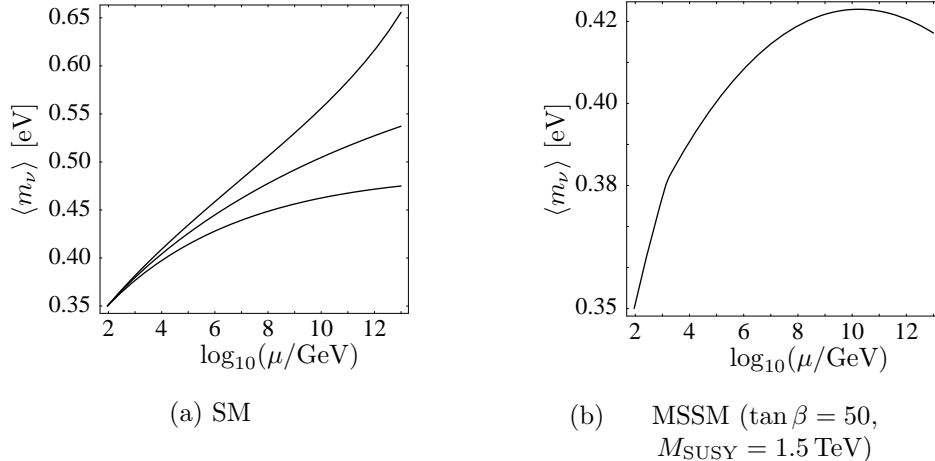 0.65
0.60
0.55
0.50
0.45
0.40
0.35
⟨m_ν⟩ [eV]
2 4 6 8 10 12
log₁₀(μ/GeV)
(a) SM
0.42
0.40
0.38
0.35
⟨m_ν⟩ [eV]
2 4 6 8 10 12
log₁₀(μ/GeV)
(b) MSSM (tan β = 50,
M_SUSY = 1.5 TeV)